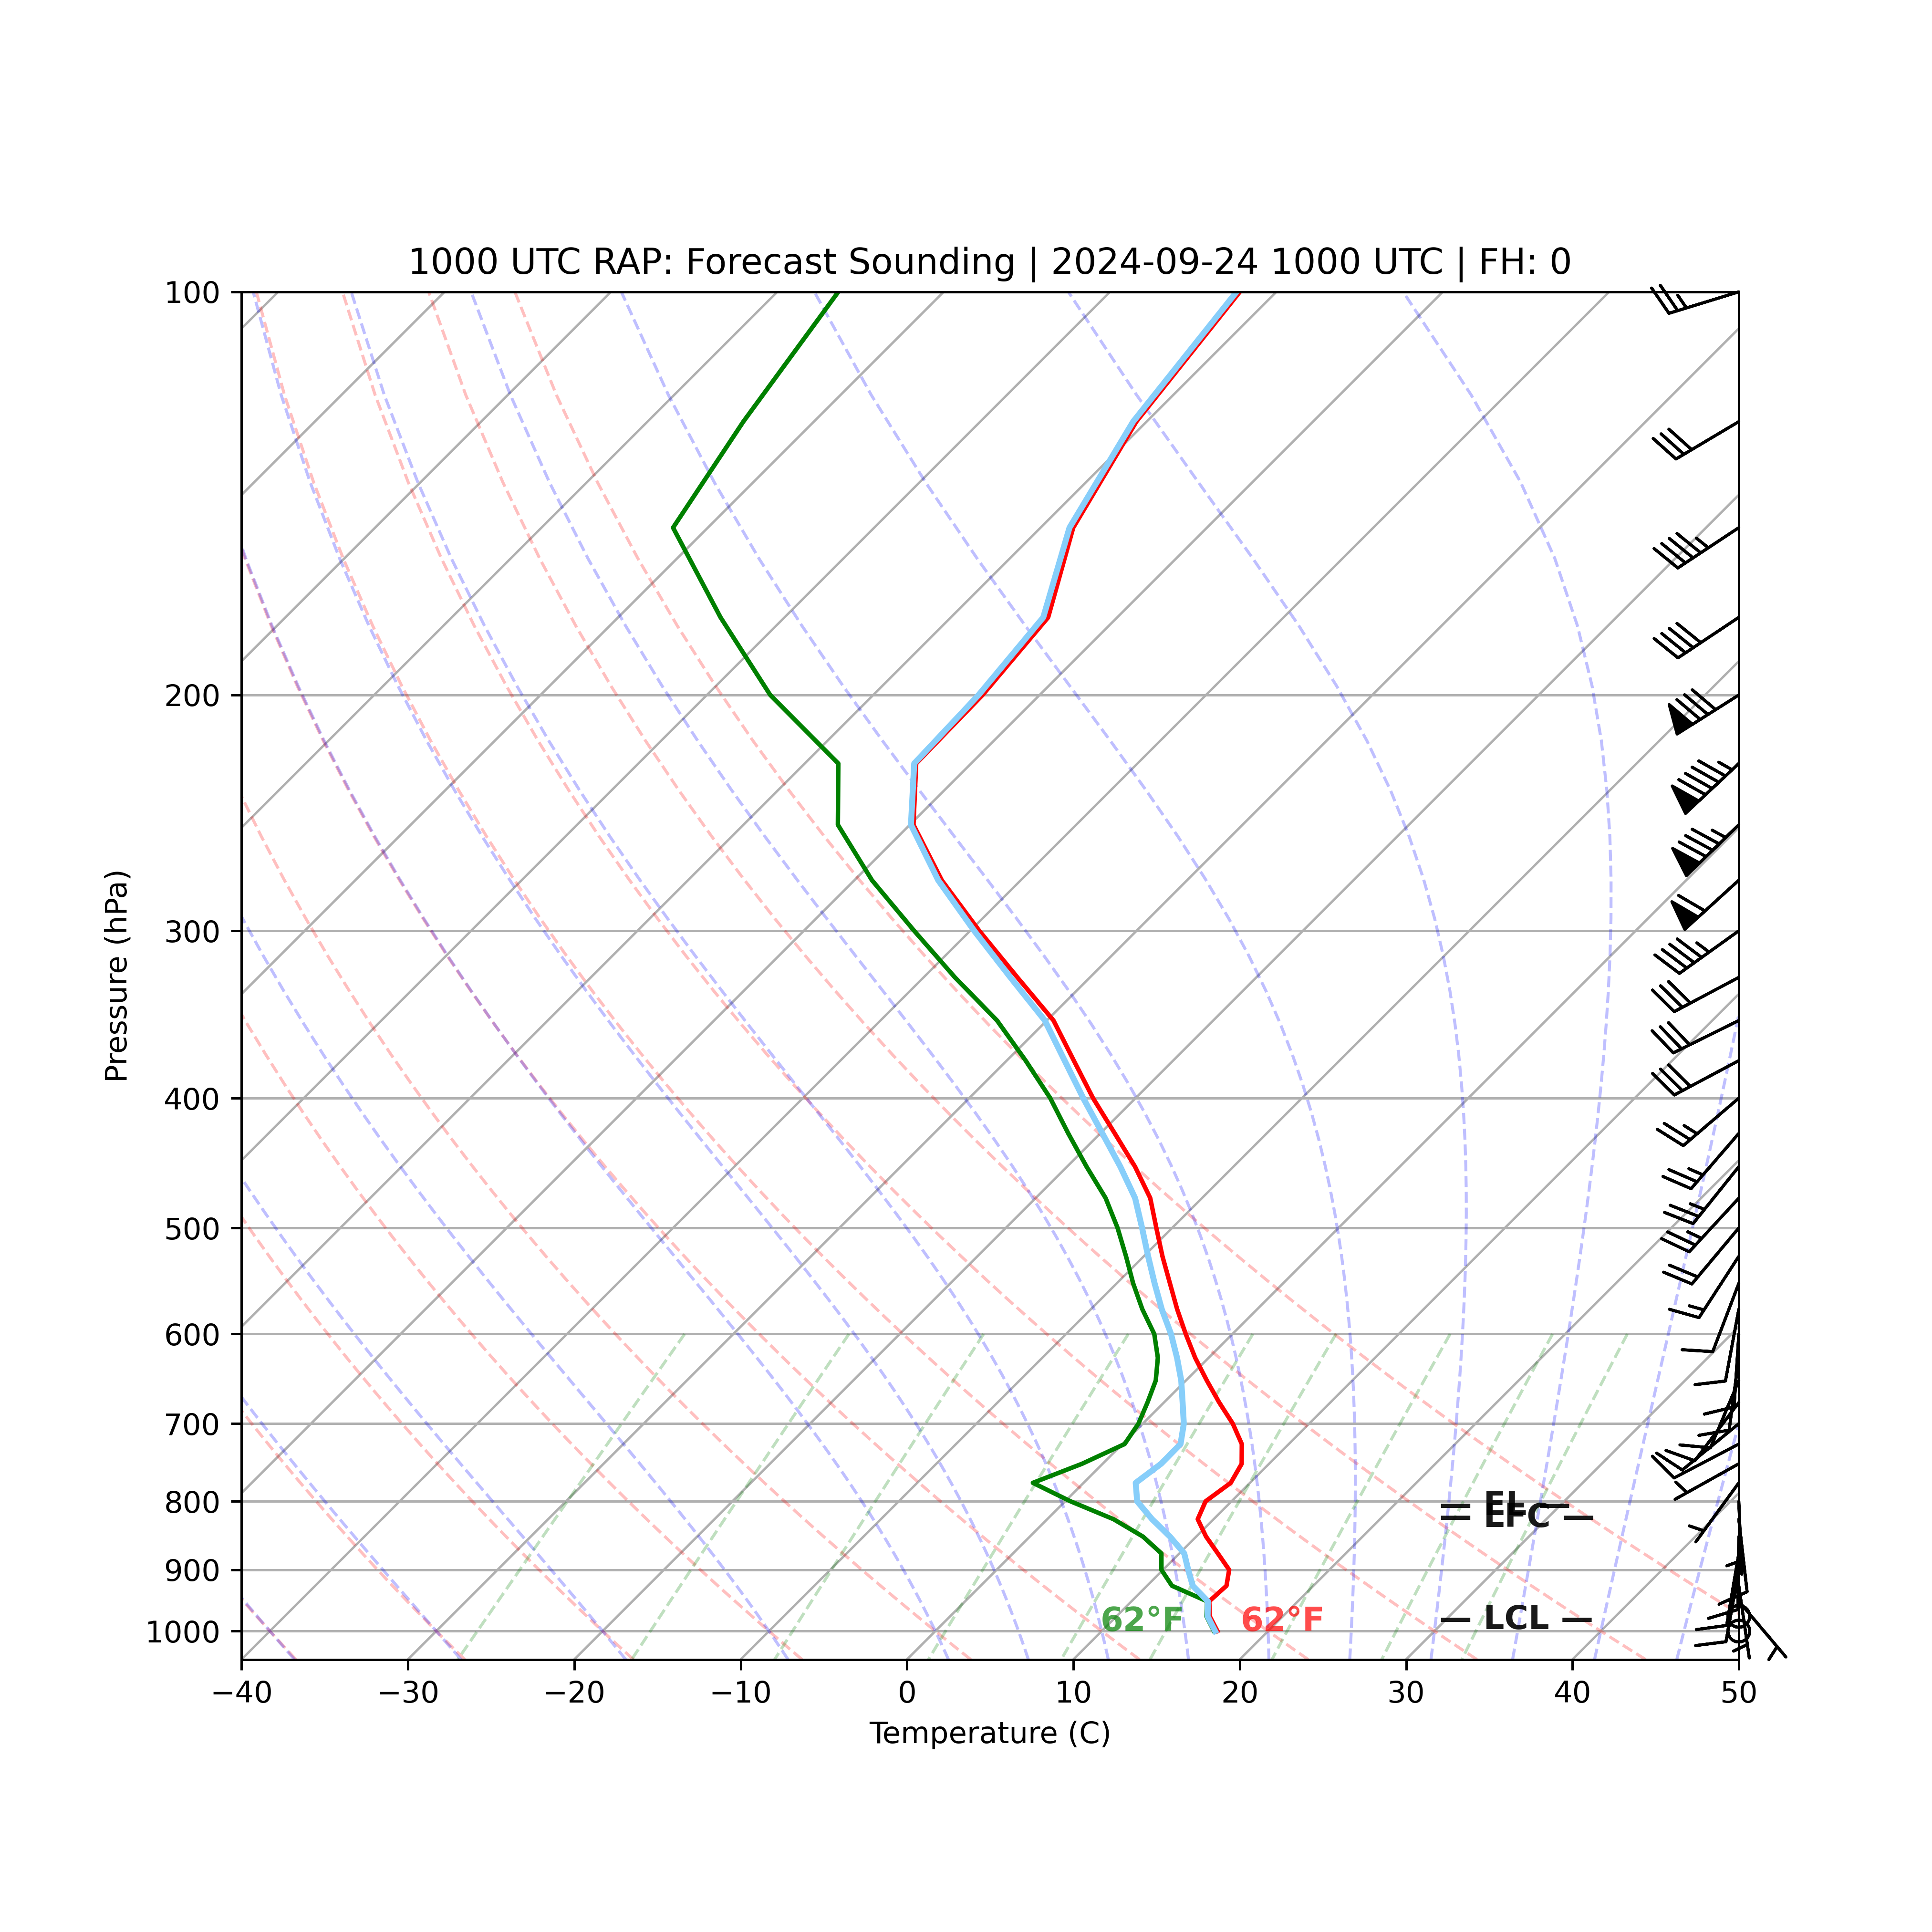 1000 UTC RAP: Forecast Sounding | 2024-09-24 1000 UTC | FH: 0
100
200
300
400
500
600
700
800
900
1000
Pressure (hPa)
— EL —
— LFC —
— LCL —
62°F 62°F
−40 −30 −20 −10 0 10 20 30 40 50
Temperature (C)